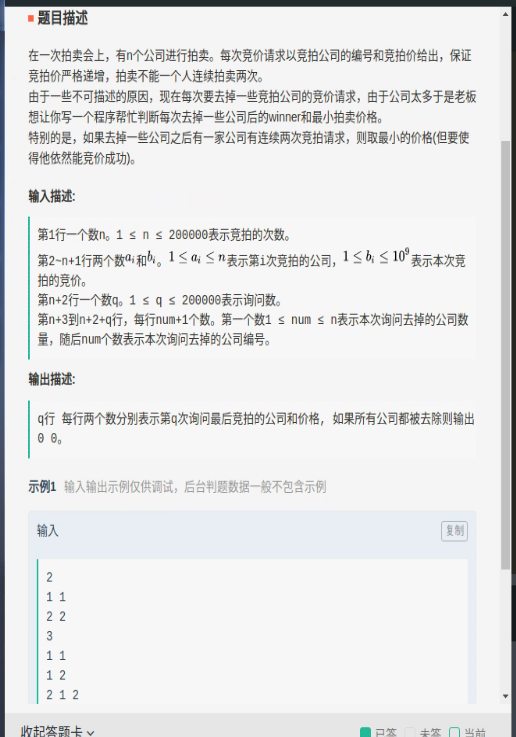 题目描述
在一次拍卖会上，有n个公司进行拍卖。每次竞价请求以竞拍公司的编号和竞拍价给出，保证
竞拍价严格递增，拍卖不能一个人连续拍卖两次。
由于一些不可描述的原因，现在每次要去掉一些竞拍公司的竞价请求，由于公司太多于是老板
想让你写一个程序帮忙判断每次去掉一些公司后的winner和最小拍卖价格。
特别的是，如果去掉一些公司之后有一家公司有连续两次竞拍请求，则取最小的价格(但要使
得他依然能竞价成功)。
输入描述:
第1行一个数n。1 ≤ n ≤ 200000表示竞拍的次数。
第2~n+1行两个数a_i和b_i。1 ≤ a_i ≤ n表示第i次竞拍的公司，1 ≤ b_i ≤ 10^9表示本次竞
拍的竞价。
第n+2行一个数q。1 ≤ q ≤ 200000表示询问数。
第n+3到n+2+q行，每行num+1个数。第一个数1 ≤ num ≤ n表示本次询问去掉的公司数
量，随后num个数表示本次询问去掉的公司编号。
输出描述:
q行 每行两个数分别表示第q次询问最后竞拍的公司和价格, 如果所有公司都被去除则输出
0 0。
示例1 输入输出示例仅供调试，后台判题数据一般不包含示例
输入 复制
2
1 1
2 2
3
1 1
1 2
2 1 2
收起答题卡 已答 未答 当前